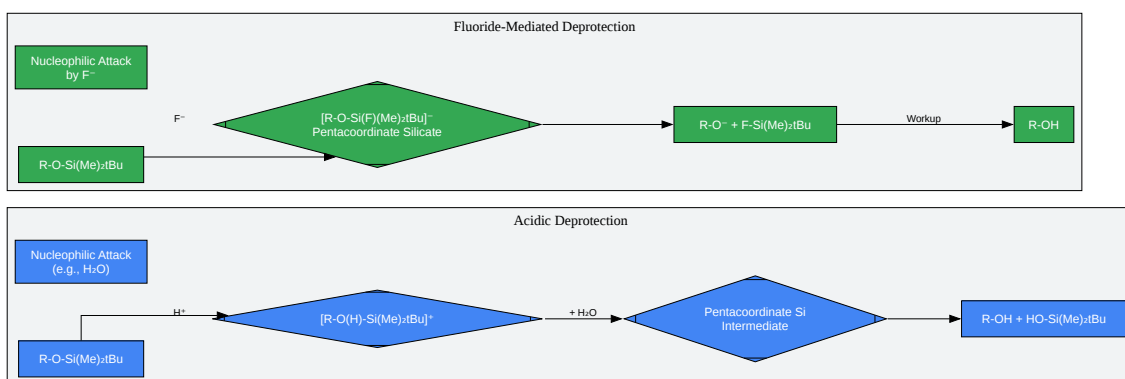 Fluoride-Mediated Deprotection
Nucleophilic Attack
by F⁻
F⁻
[R-O-Si(F)(Me)₂tBu]⁻
Pentacoordinate Silicate
R-O⁻ + F-Si(Me)₂tBu
Workup
R-OH
R-O-Si(Me)₂tBu
Acidic Deprotection
Nucleophilic Attack
(e.g., H₂O)
H⁺
[R-O(H)-Si(Me)₂tBu]⁺
+ H₂O
Pentacoordinate Si
Intermediate
R-OH + HO-Si(Me)₂tBu
R-O-Si(Me)₂tBu